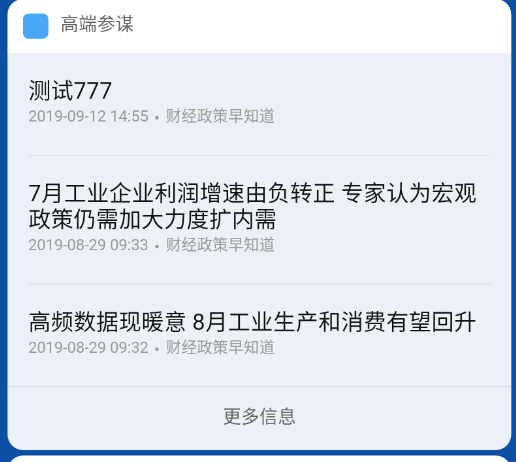 高端参谋
测试777
2019-09-12 14:55 • 财经政策早知道
7月工业企业利润增速由负转正 专家认为宏观
政策仍需加大力度扩内需
2019-08-29 09:33 • 财经政策早知道
高频数据现暖意 8月工业生产和消费有望回升
2019-08-29 09:32 • 财经政策早知道
更多信息